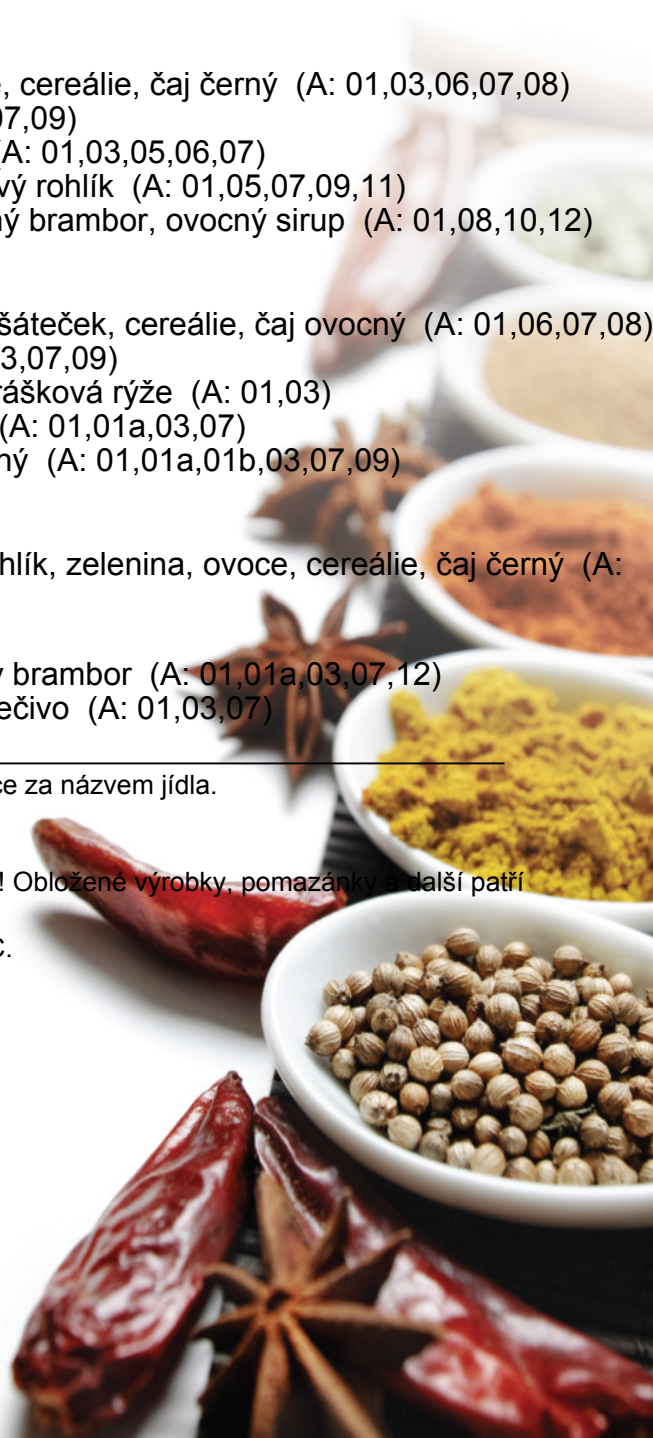 , cereálie, čaj černý (A: 01,03,06,07,08)
07,09)
(A: 01,03,05,06,07)
vý rohlík (A: 01,05,07,09,11)
ný brambor, ovocný sirup (A: 01,08,10,12)
šáteček, cereálie, čaj ovocný (A: 01,06,07,08)
3,07,09)
rášková rýže (A: 01,03)
(A: 01,01a,03,07)
ný (A: 01,01a,01b,03,07,09)
hlík, zelenina, ovoce, cereálie, čaj černý (A:
y brambor (A: 01,01a,03,07,12)
ečivo (A: 01,03,07)
ce za názvem jídla.
! Obložené výrobky, pomazánky a další patří
C.